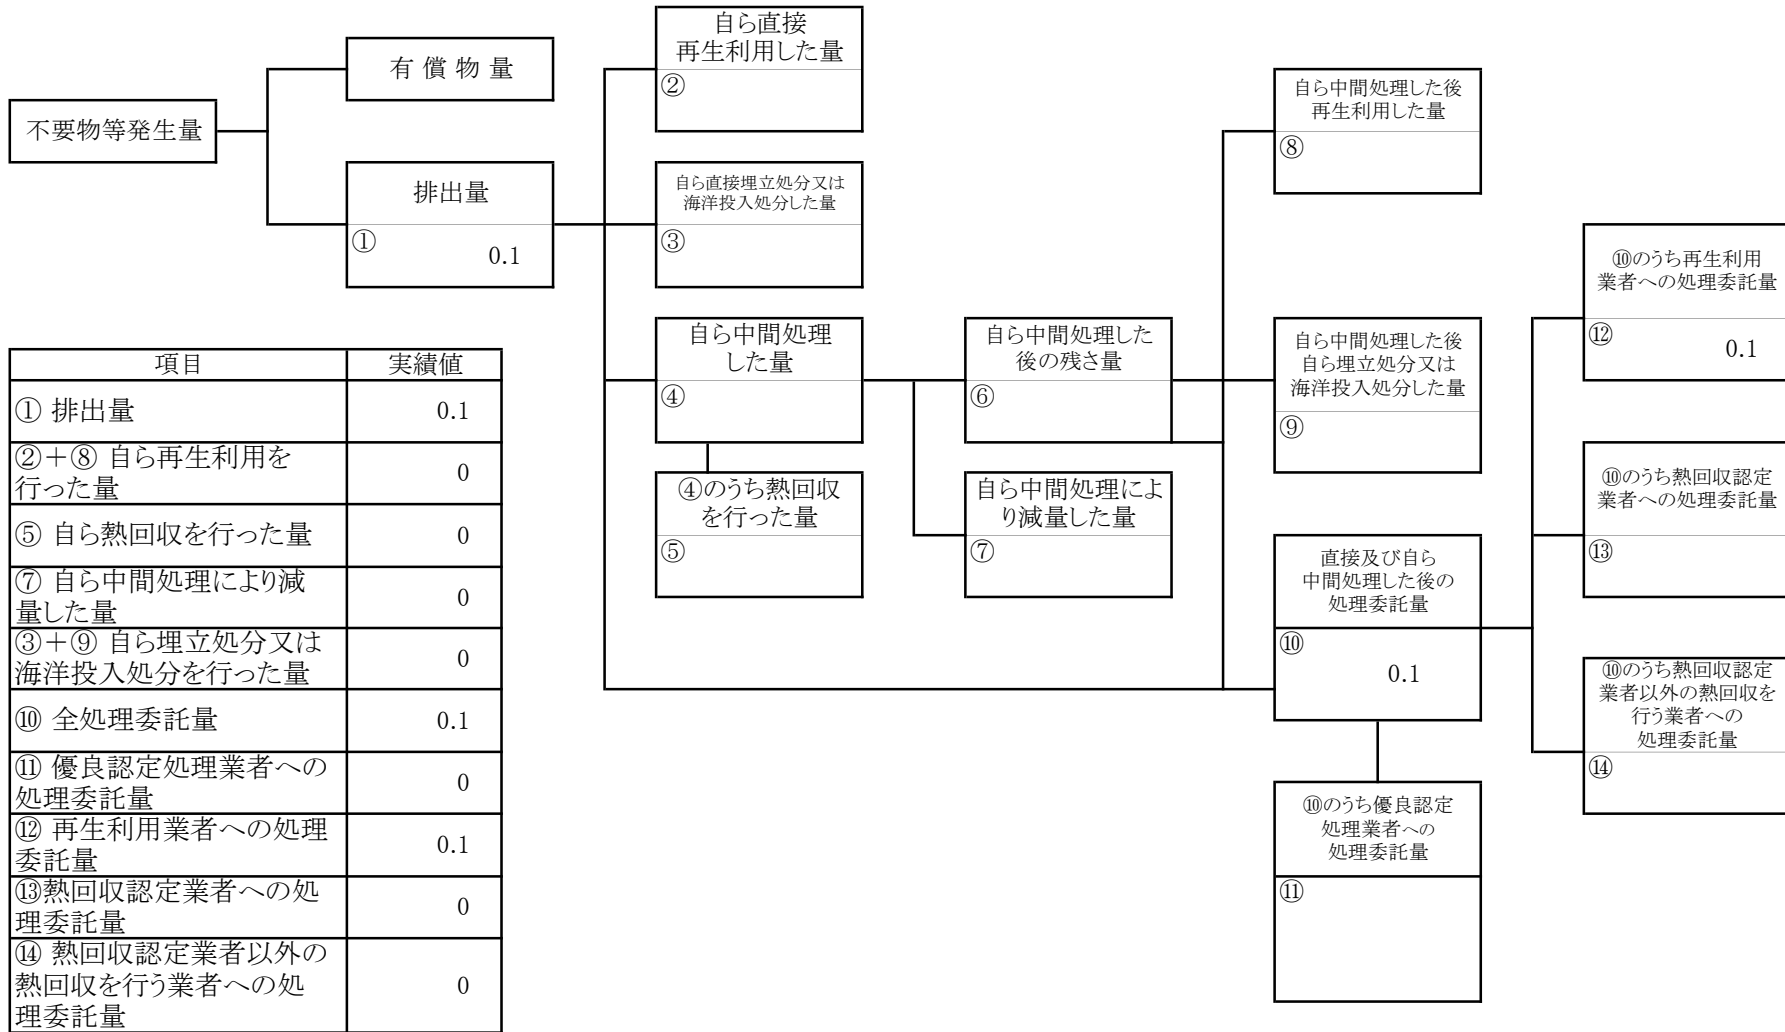 不要物等発生量
有 償 物 量
排出量
①
0.1
自ら直接
再生利用した量
②
自ら直接埋立処分又は
海洋投入処分した量
③
自ら中間処理
した量
④
④のうち熱回収
を行った量
⑤
自ら中間処理した
後の残さ量
⑥
自ら中間処理によ
り減量した量
⑦
自ら中間処理した後
再生利用した量
⑧
自ら中間処理した後
自ら埋立処分又は
海洋投入処分した量
⑨
直接及び自ら
中間処理した後の
処理委託量
⑩
0.1
⑩のうち優良認定
処理業者への
処理委託量
⑪
⑩のうち再生利用
業者への処理委託量
⑫
0.1
⑩のうち熱回収認定
業者への処理委託量
⑬
⑩のうち熱回収認定
業者以外の熱回収を
行う業者への
処理委託量
⑭
項目 実績値
① 排出量 0.1
②＋⑧ 自ら再生利用を
行った量 0
⑤ 自ら熱回収を行った量 0
⑦ 自ら中間処理により減
量した量 0
③＋⑨ 自ら埋立処分又は
海洋投入処分を行った量 0
⑩ 全処理委託量 0.1
⑪ 優良認定処理業者への
処理委託量 0
⑫ 再生利用業者への処理
委託量 0.1
⑬熱回収認定業者への処
理委託量 0
⑭ 熱回収認定業者以外の
熱回収を行う業者への処 0
理委託量